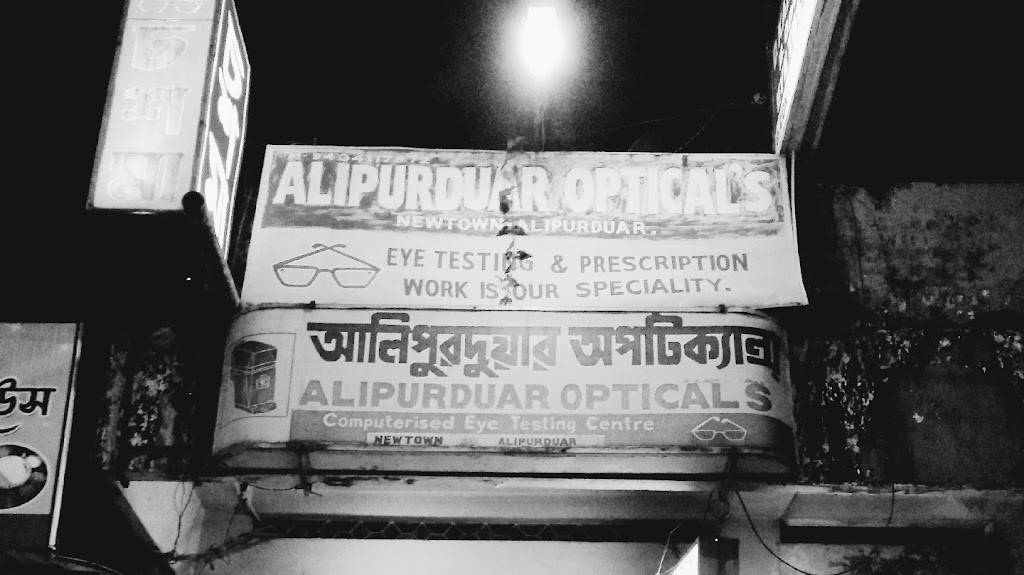 চ
শ
মা
ALIPURDUAR OPTICAL'S
NEWTOWN ALIPURDUAR.
EYE TESTING & PRESCRIPTION
WORK IS OUR SPECIALITY.
আলিপুরদুয়ার অপটিক্যাল্স
ALIPURDUAR OPTICAL'S
Computerised Eye Testing Centre
NEWTOWN ALIPURDUAR